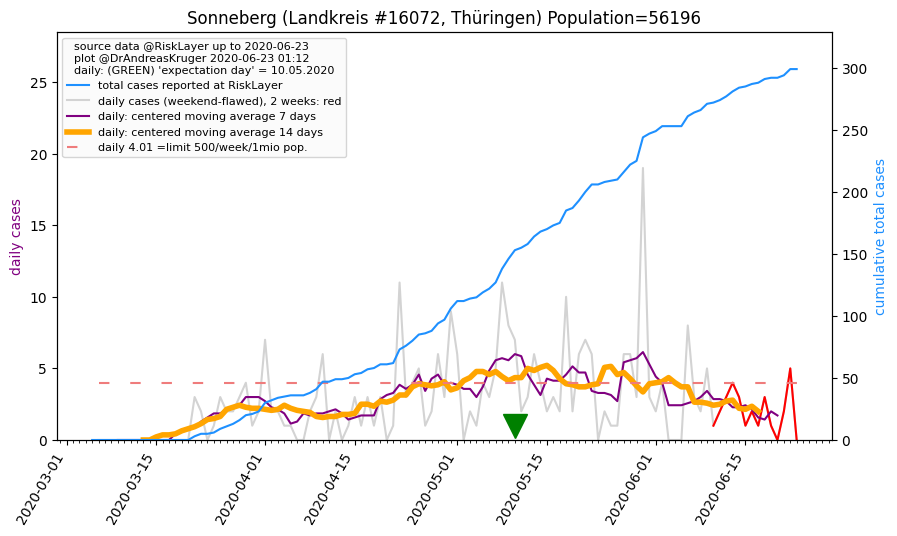 Sonneberg (Landkreis #16072, Thüringen) Population=56196
source data @RiskLayer up to 2020-06-23
plot @DrAndreasKruger 2020-06-23 01:12
daily: (GREEN) 'expectation day' = 10.05.2020
total cases reported at RiskLayer
daily cases (weekend-flawed), 2 weeks: red
daily: centered moving average 7 days
daily: centered moving average 14 days
daily 4.01 =limit 500/week/1mio pop.
daily cases
25
20
15
10
5
0
cumulative total cases
300
250
200
150
100
50
0
2020-03-01
2020-03-15
2020-04-01
2020-04-15
2020-05-01
2020-05-15
2020-06-01
2020-06-15